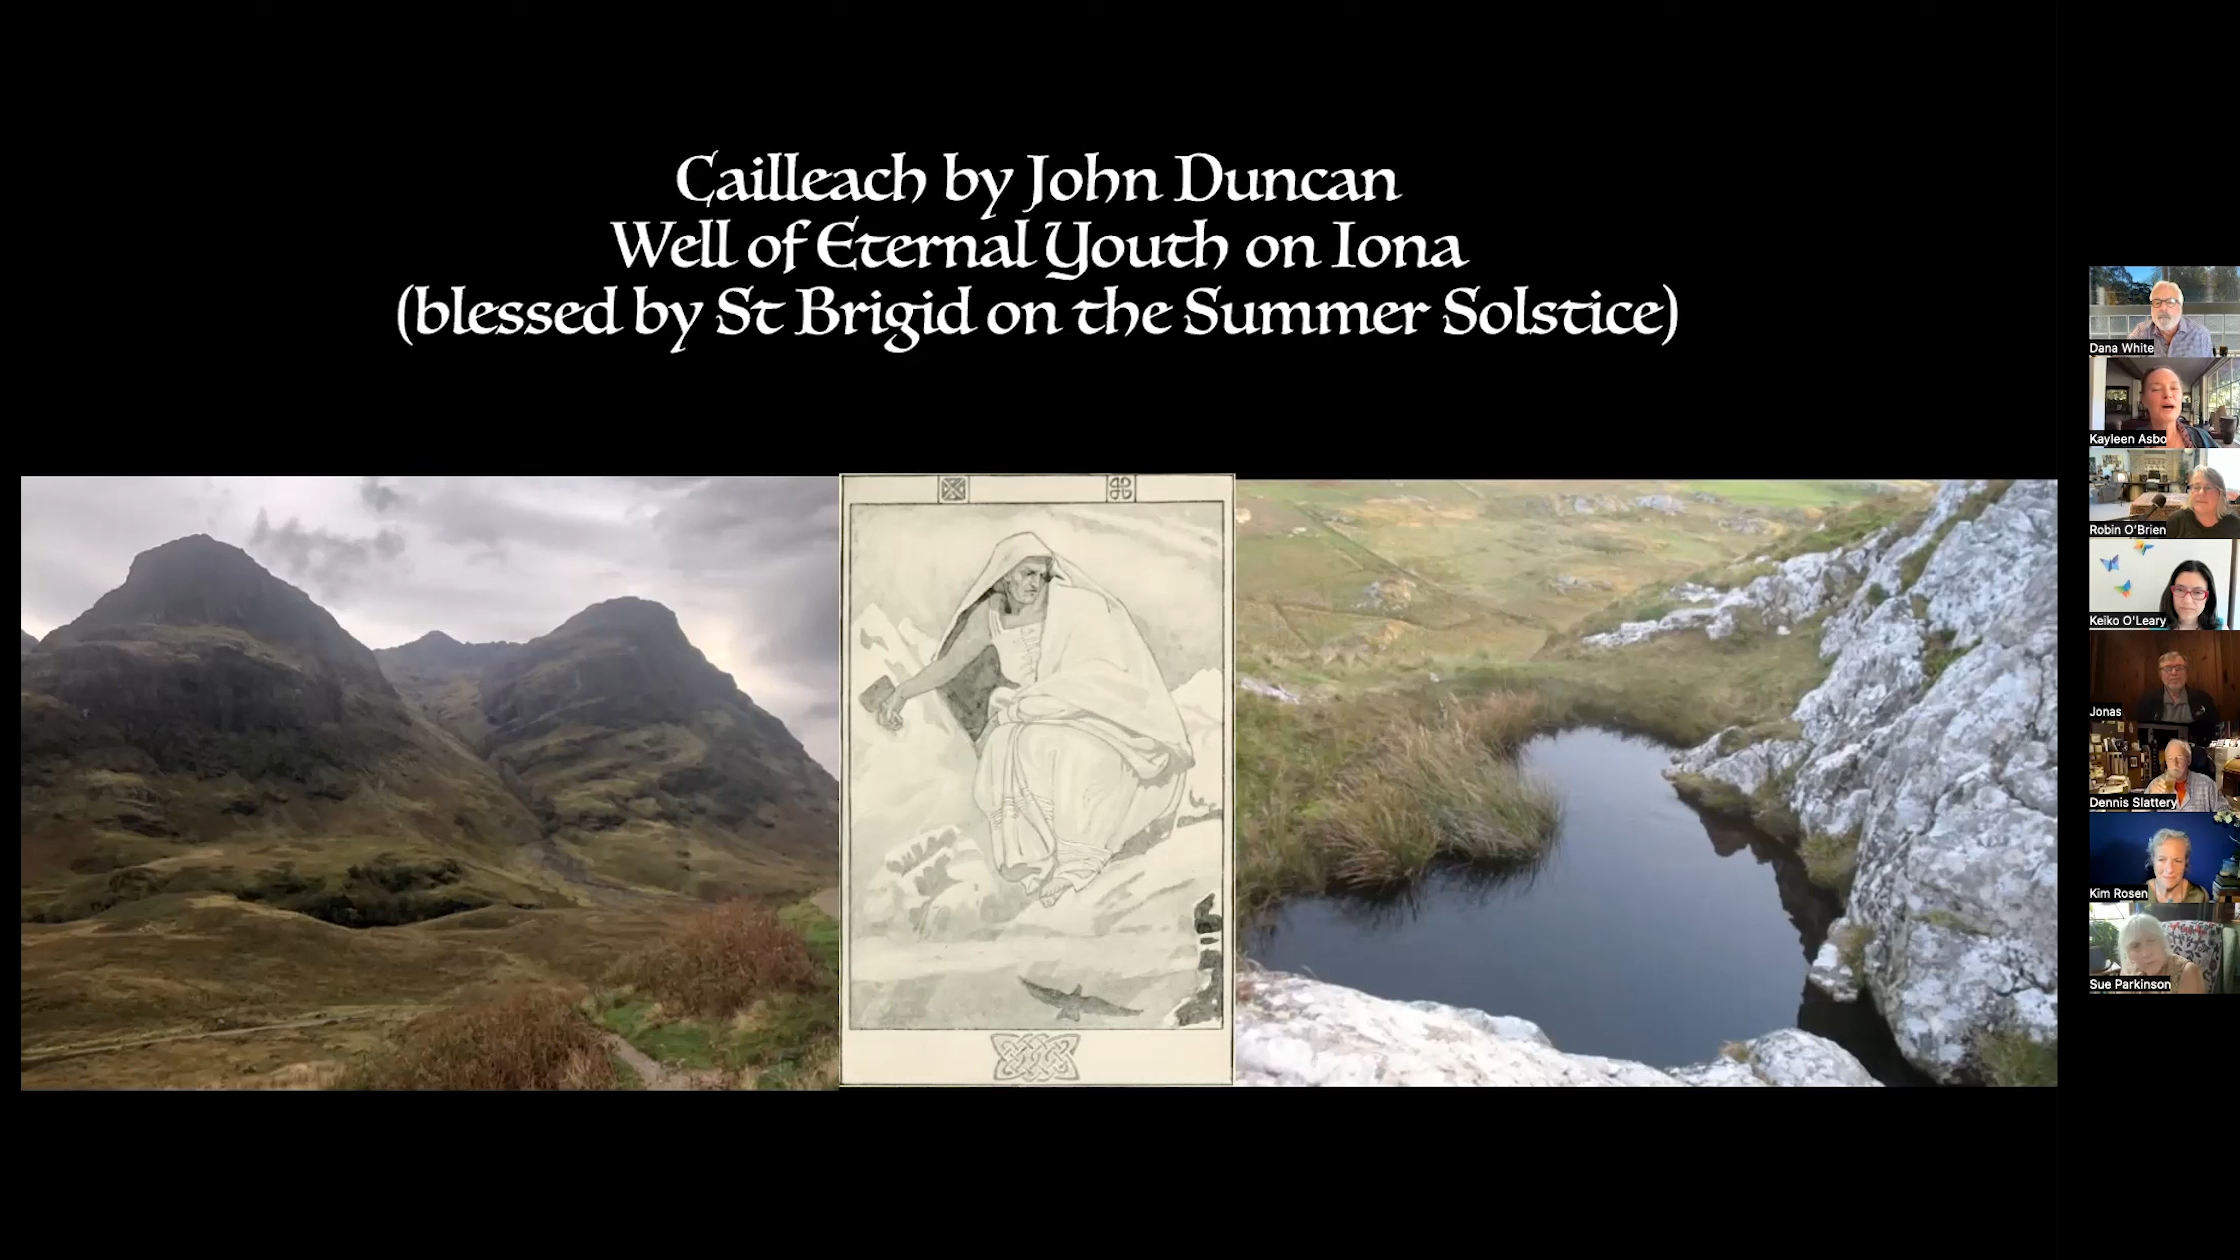 Cailleach by John Duncan
Well of Eternal Youth on Iona
(blessed by St Brigid on the Summer Solstice)
Dana White
Kayleen Asbo
Robin O'Brien
Keiko O'Leary
Jonas
Dennis Slattery
Kim Rosen
Sue Parkinson